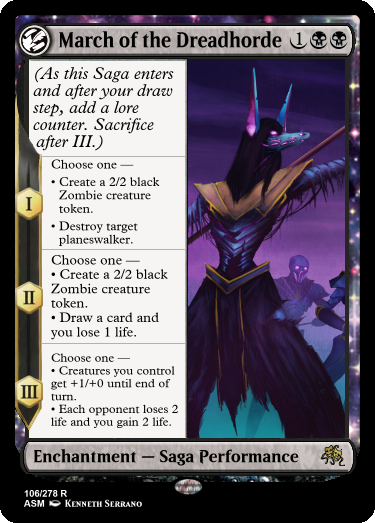 March of the Dreadhorde 1
(As this Saga enters
and after your draw
step, add a lore
counter. Sacrifice
after III.)
I
Choose one —
• Create a 2/2 black
Zombie creature
token.
• Destroy target
planeswalker.
II
Choose one —
• Create a 2/2 black
Zombie creature
token.
• Draw a card and
you lose 1 life.
III
Choose one —
• Creatures you control
get +1/+0 until end of
turn.
• Each opponent loses 2
life and you gain 2 life.
Enchantment — Saga Performance
106/278 R
ASM Kenneth Serrano